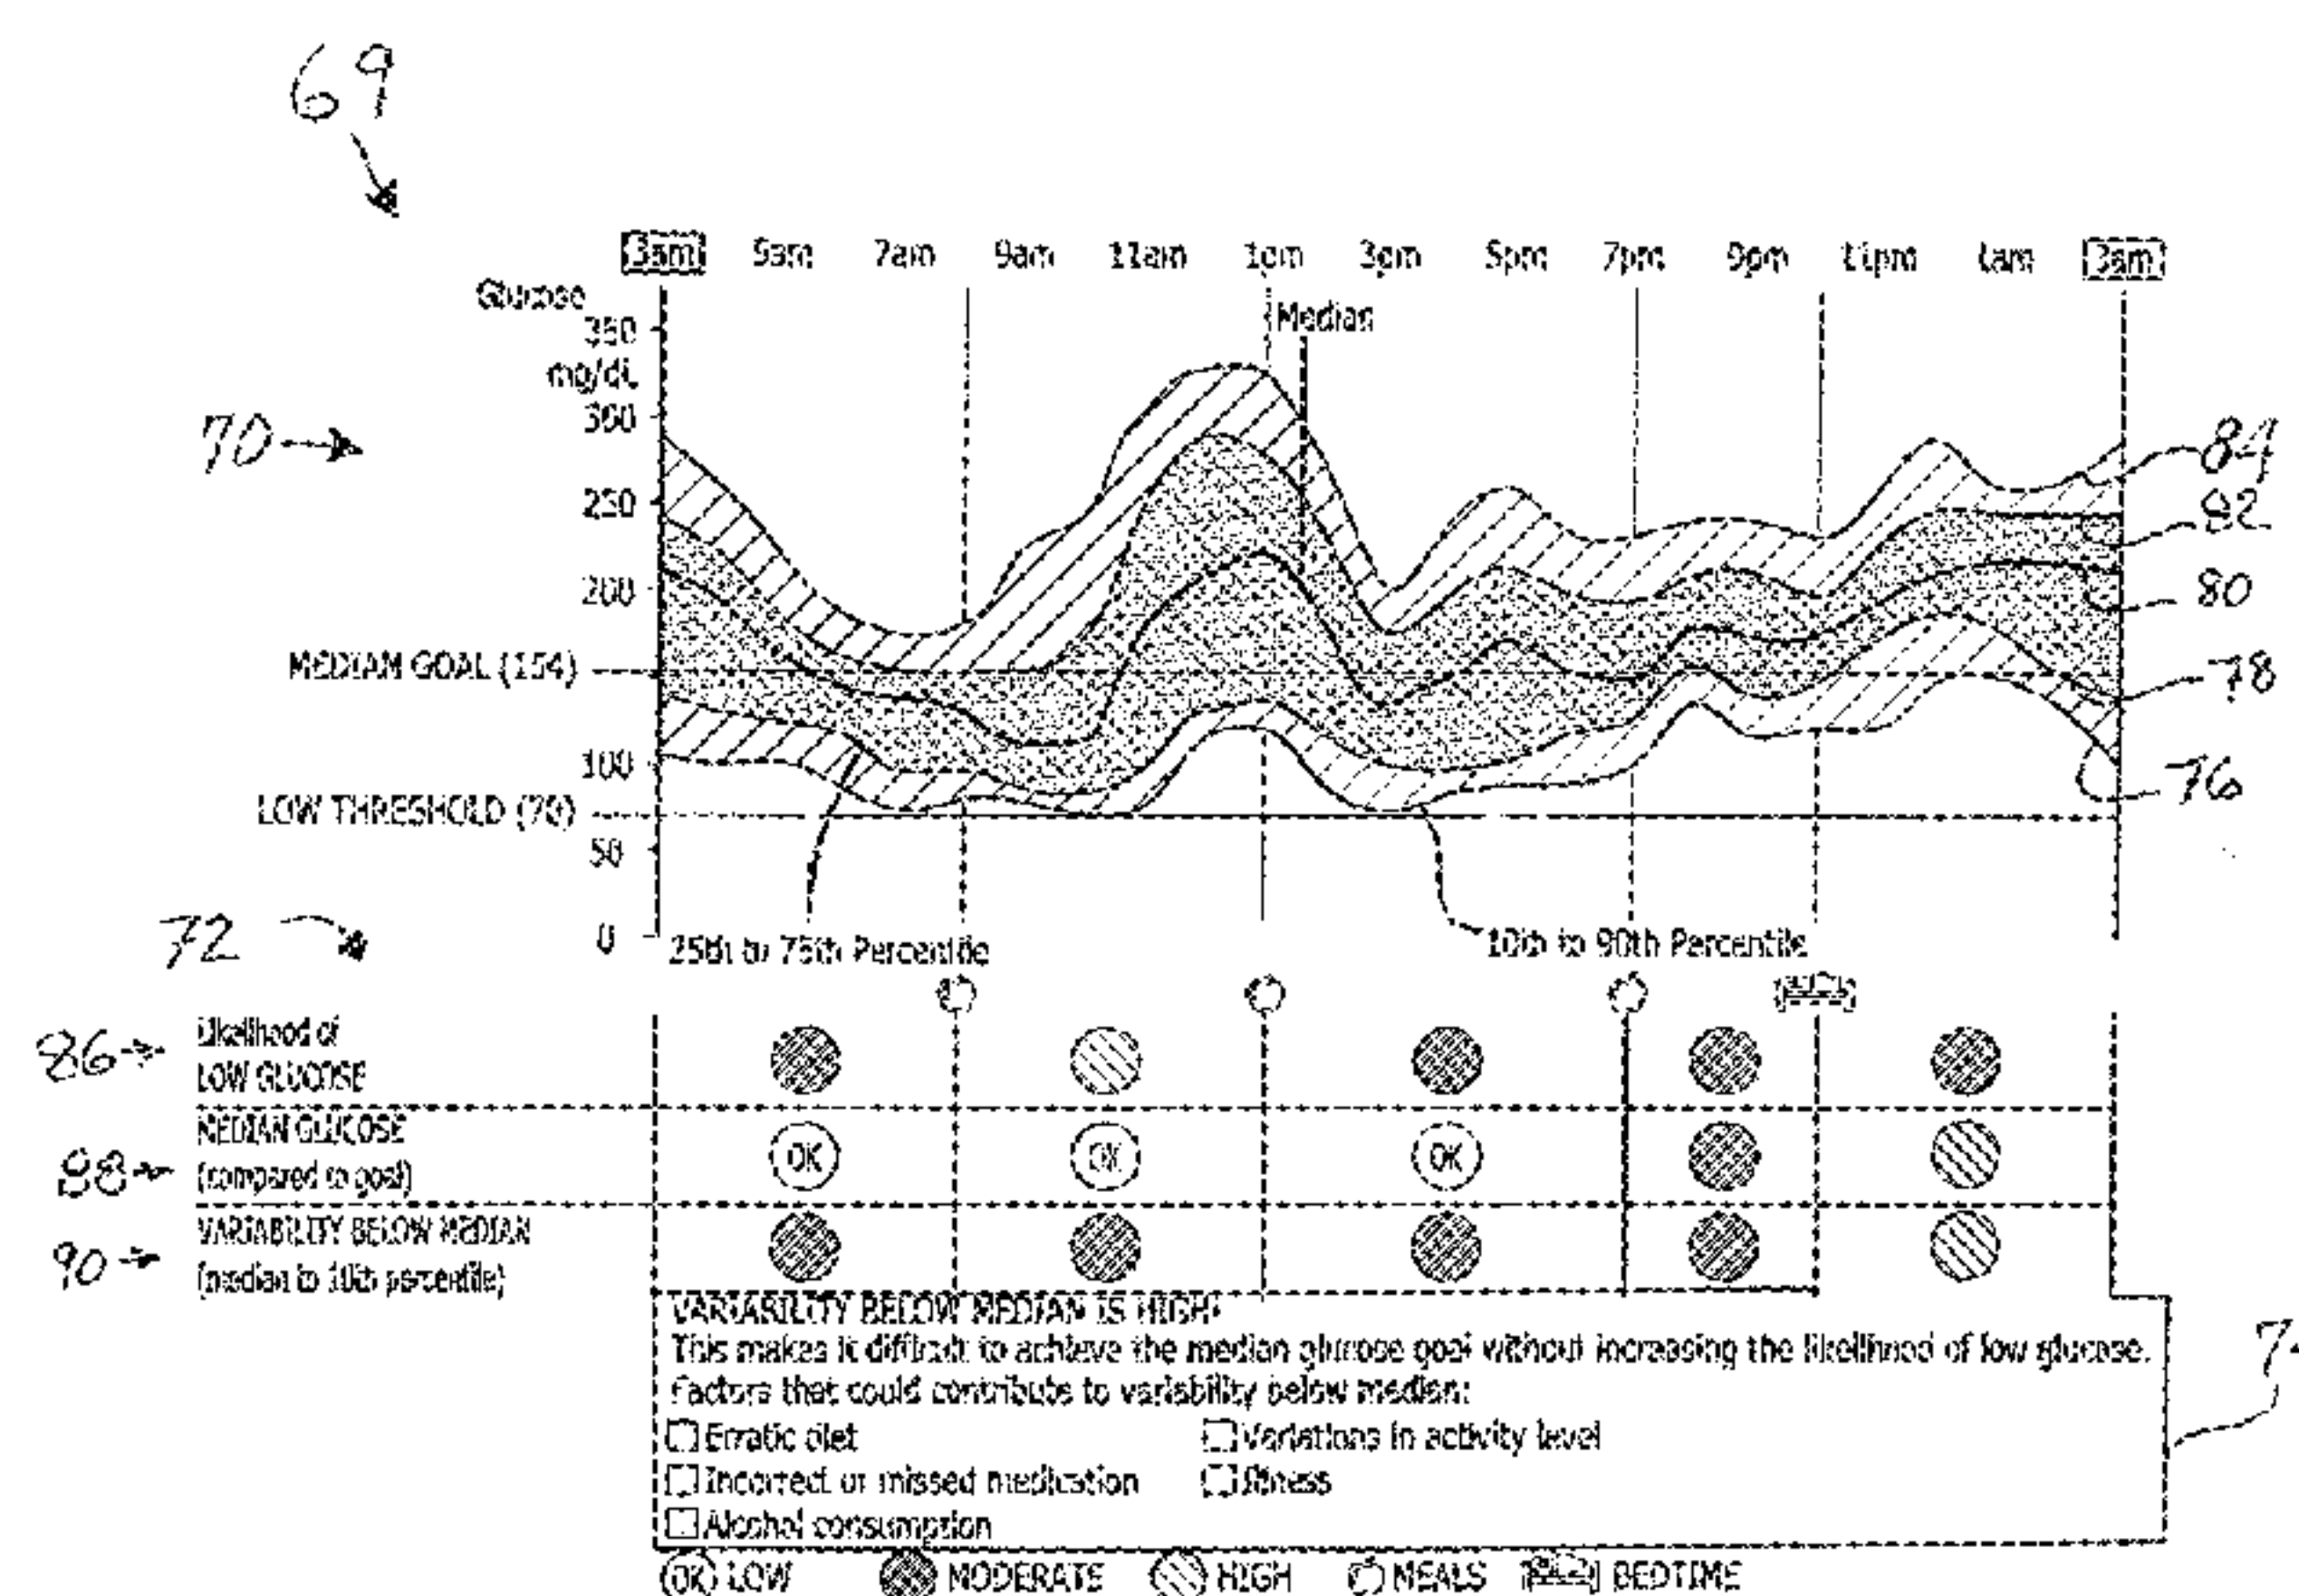 69
3am 5am 7am 9am 11am 1pm 3pm 5pm 7pm 9pm 11pm 1am 3am
Glucose
350
Median
mg/dL
300
70
84
250
82
200
80
MEDIAN GOAL (154)
78
100
76
LOW THRESHOLD (70)
50
72
0
25th to 75th Percentile
10th to 90th Percentile
86
Likelihood of
LOW GLUCOSE
88
MEDIAN GLUCOSE
(compared to goal)
OK OK OK
90
VARIABILITY BELOW MEDIAN
(median to 10th percentile)
VARIABILITY BELOW MEDIAN IS HIGH!
This makes it difficult to achieve the median glucose goal without increasing the likelihood of low glucose.
Factors that could contribute to variability below median:
Erratic diet
Variations in activity level
Incorrect or missed medication
Illness
Alcohol consumption
OK LOW MODERATE HIGH MEALS BEDTIME